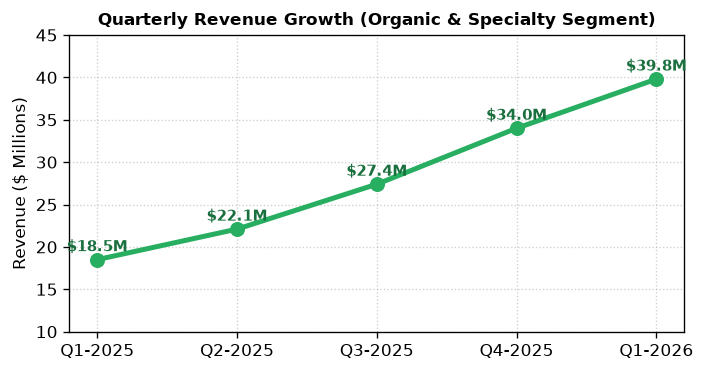 Quarterly Revenue Growth (Organic & Specialty Segment)
Revenue ($ Millions)
45
40
35
30
25
20
15
10
$18.5M
$22.1M
$27.4M
$34.0M
$39.8M
Q1-2025
Q2-2025
Q3-2025
Q4-2025
Q1-2026